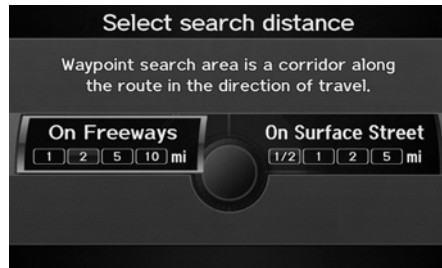 Select search distance
Waypoint search area is a corridor along
the route in the direction of travel.
On Freeways
1 2 5 10 mi
On Surface Street
1/2 1 2 5 mi